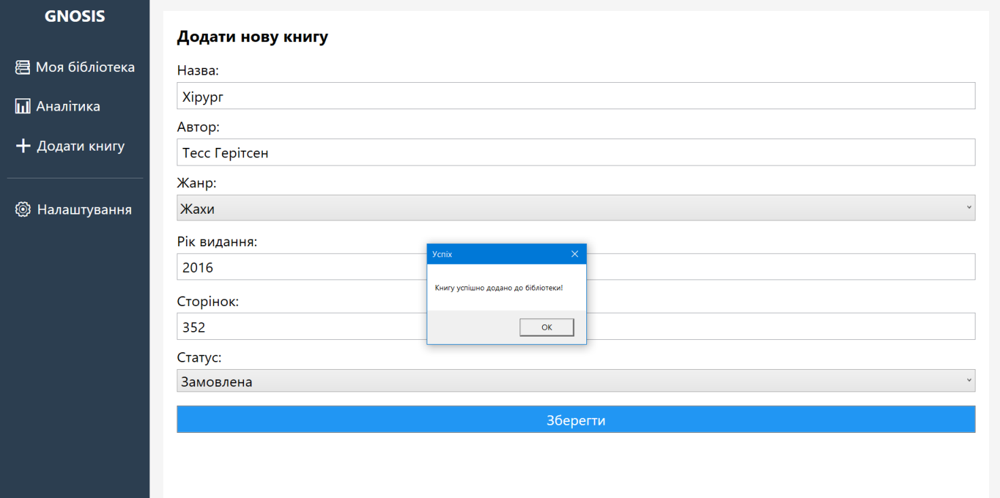 GNOSIS
Моя бібліотека
Аналітика
Додати книгу
Налаштування
Додати нову книгу
Назва:
Хірург
Автор:
Тесс Герітсен
Жанр:
Жахи
Рік видання:
2016
Сторінок:
352
Статус:
Замовлена
Зберегти
Успіх
Книгу успішно додано до бібліотеки!
ОК